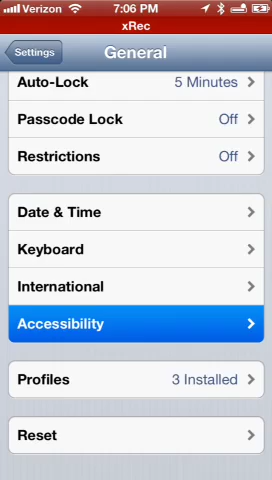 Verizon 7:06 PM
xRec
Settings
General
Auto-Lock 5 Minutes
Passcode Lock Off
Restrictions Off
Date & Time
Keyboard
International
Accessibility
Profiles 3 Installed
Reset